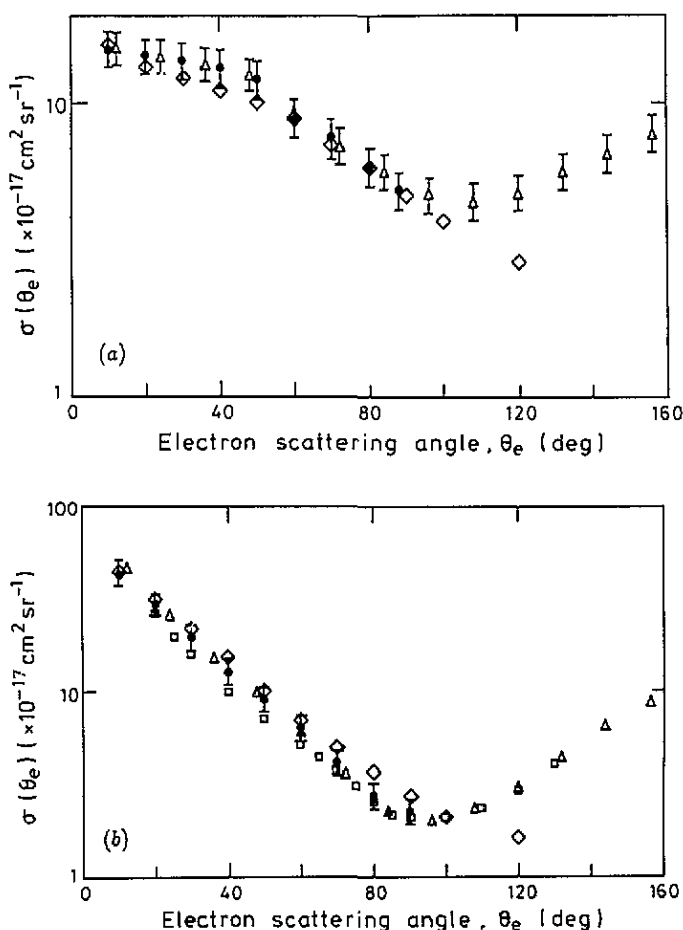 10
σ(θe) (×10⁻¹⁷ cm² sr⁻¹)
(a)
1
0 40 80 120 160
Electron scattering angle, θe (deg)
100
10
σ(θe) (×10⁻¹⁷ cm² sr⁻¹)
(b)
1
0 40 80 120 160
Electron scattering angle, θe (deg)